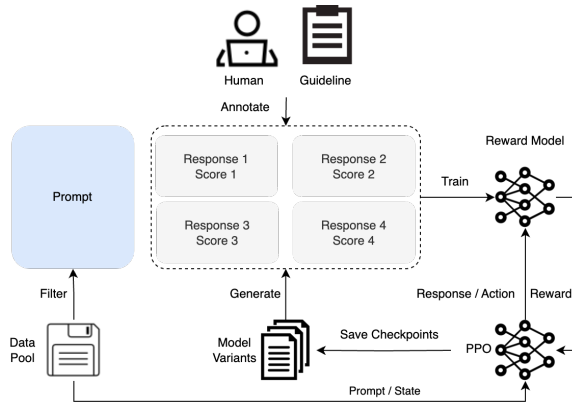 Human
Guideline
Annotate
Prompt
Response 1
Score 1
Response 2
Score 2
Response 3
Score 3
Response 4
Score 4
Train
Reward Model
Filter
Generate
Response / Action
Reward
Data
Pool
Model
Variants
Save Checkpoints
PPO
Prompt / State